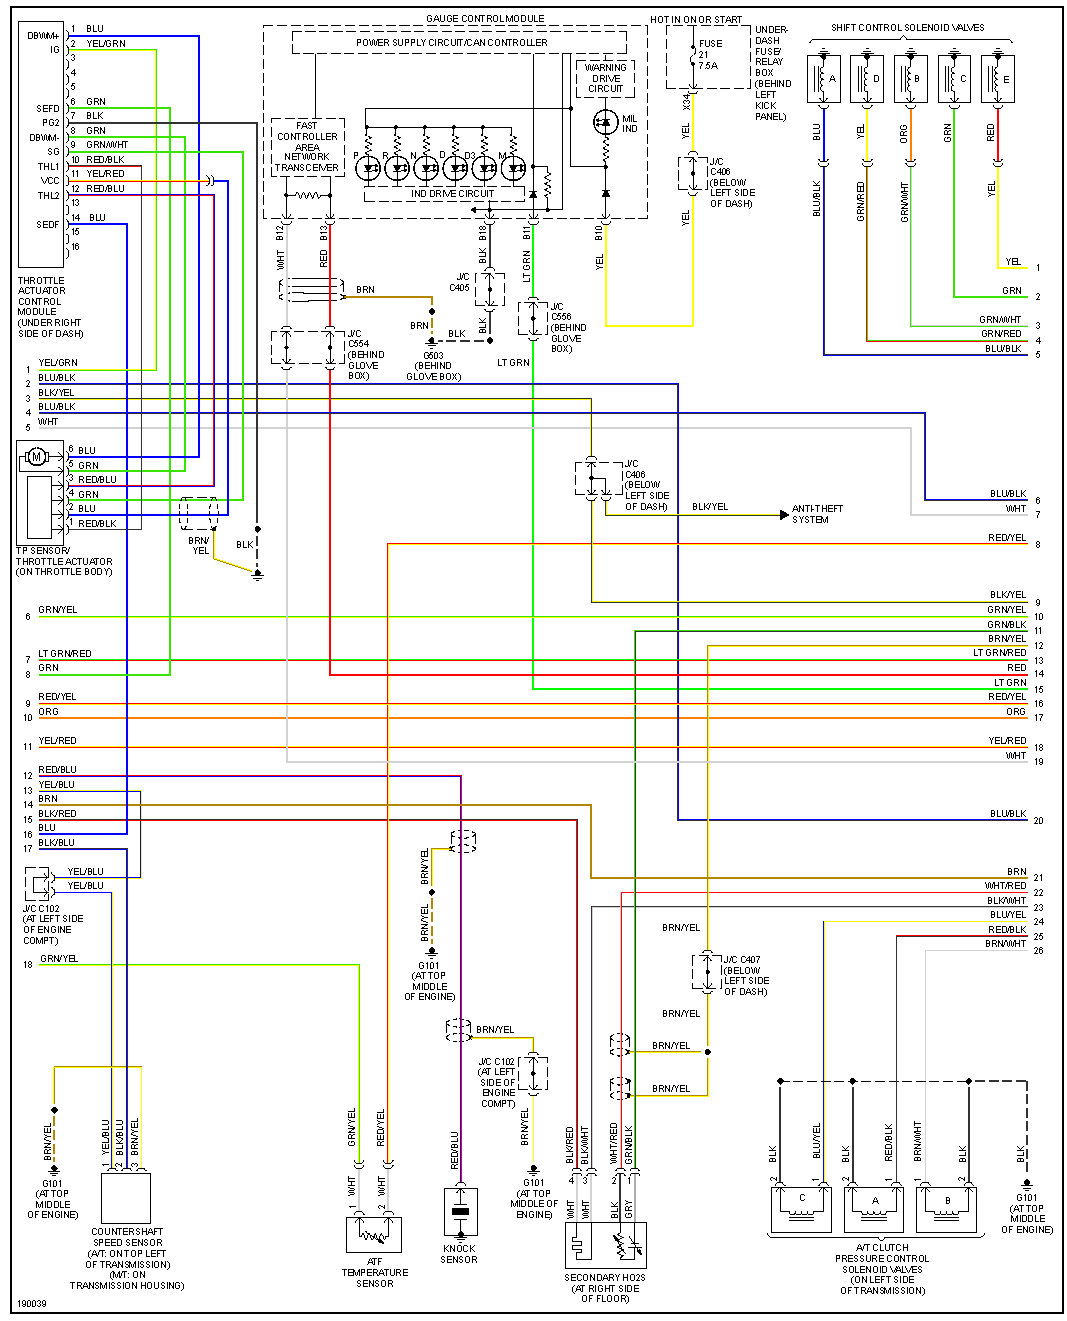 GAUGE CONTROL MODULE
HOT IN ON OR START
SHIFT CONTROL SOLENOID VALVES
POWER SUPPLY CIRCUIT/CAN CONTROLLER
FUSE
21
7.5A
UNDER-
DASH
FUSE/
RELAY
BOX
(BEHIND
LEFT
KICK
PANEL)
A
D
B
C
E
DBWM+ 1 BLU
IG 2 YEL/GRN
3
4
5
SEFD 6 GRN
PG2 7 BLK
DBWM- 8 GRN
SG 9 GRN/WHT
THL1 10 RED/BLK
VCC 11 YEL/RED
THL2 12 RED/BLU
13
SEDF 14 BLU
15
16
THROTTLE
ACTUATOR
CONTROL
MODULE
(UNDER RIGHT
SIDE OF DASH)
WARNING
DRIVE
CIRCUIT
MIL
IND
FAST
CONTROLLER
AREA
NETWORK
TRANSCEIVER
P R N D D3 M
IND DRIVE CIRCUIT
B12 B13 B18 B11 B10
X34
YEL
J/C
C406
(BELOW
LEFT SIDE
OF DASH)
YEL
WHT RED BLK LT GRN YEL
BLU YEL ORG GRN RED
BLU/BLK GRN/RED GRN/WHT YEL
YEL 1
GRN 2
GRN/WHT 3
GRN/RED 4
BLU/BLK 5
BRN
BRN
J/C
C405
BLK
BLK
J/C
C556
(BEHIND
GLOVE
BOX)
LT GRN
J/C
C554
(BEHIND
GLOVE
BOX)
G503
(BEHIND
GLOVE BOX)
1 YEL/GRN
2 BLU/BLK
3 BLK/YEL
4 BLU/BLK
5 WHT
M
6 BLU
5 GRN
3 RED/BLU
4 GRN
2 BLU
1 RED/BLK
TP SENSOR/
THROTTLE ACTUATOR
(ON THROTTLE BODY)
BRN/
YEL
BLK
J/C
C406
(BELOW
LEFT SIDE
OF DASH)
BLK/YEL
ANTI-THEFT
SYSTEM
BLU/BLK 6
WHT 7
RED/YEL 8
BLK/YEL 9
GRN/YEL 10
GRN/BLK 11
BRN/YEL 12
LT GRN/RED 13
RED 14
LT GRN 15
RED/YEL 16
ORG 17
YEL/RED 18
WHT 19
BLU/BLK 20
BRN 21
WHT/RED 22
BLK/WHT 23
BLU/YEL 24
RED/BLK 25
BRN/WHT 26
6 GRN/YEL
7 LT GRN/RED
8 GRN
9 RED/YEL
10 ORG
11 YEL/RED
12 RED/BLU
13 YEL/BLU
14 BRN
15 BLK/RED
16 BLU
17 BLK/BLU
YEL/BLU
YEL/BLU
J/C C102
(AT LEFT SIDE
OF ENGINE
COMPT)
18 GRN/YEL
BRN/YEL
BRN/YEL
G101
(AT TOP
MIDDLE
OF ENGINE)
BRN/YEL
J/C C102
(AT LEFT
SIDE OF
ENGINE
COMPT)
BRN/YEL
G101
(AT TOP
MIDDLE OF
ENGINE)
BRN/YEL
J/C C407
(BELOW
LEFT SIDE
OF DASH)
BRN/YEL
BRN/YEL
BRN/YEL
BRN/YEL
G101
(AT TOP
MIDDLE
OF ENGINE)
YEL/BLU BLK/BLU BRN/YEL
1 2 3
COUNTERSHAFT
SPEED SENSOR
(A/T: ON TOP LEFT
OF TRANSMISSION)
(M/T: ON
TRANSMISSION HOUSING)
GRN/YEL RED/YEL
WHT WHT
1 2
ATF
TEMPERATURE
SENSOR
RED/BLU
1
KNOCK
SENSOR
BLK/RED BLK/WHT WHT/RED GRN/BLK
4 3 2 1
WHT WHT BLK GRY
SECONDARY HO2S
(AT RIGHT SIDE
OF FLOOR)
BLK BLU/YEL BLK RED/BLK BRN/WHT BLK BLK
2 1 2 1 1 2
C
A
B
A/T CLUTCH
PRESSURE CONTROL
SOLENOID VALVES
(ON LEFT SIDE
OF TRANSMISSION)
G101
(AT TOP
MIDDLE
OF ENGINE)
190039